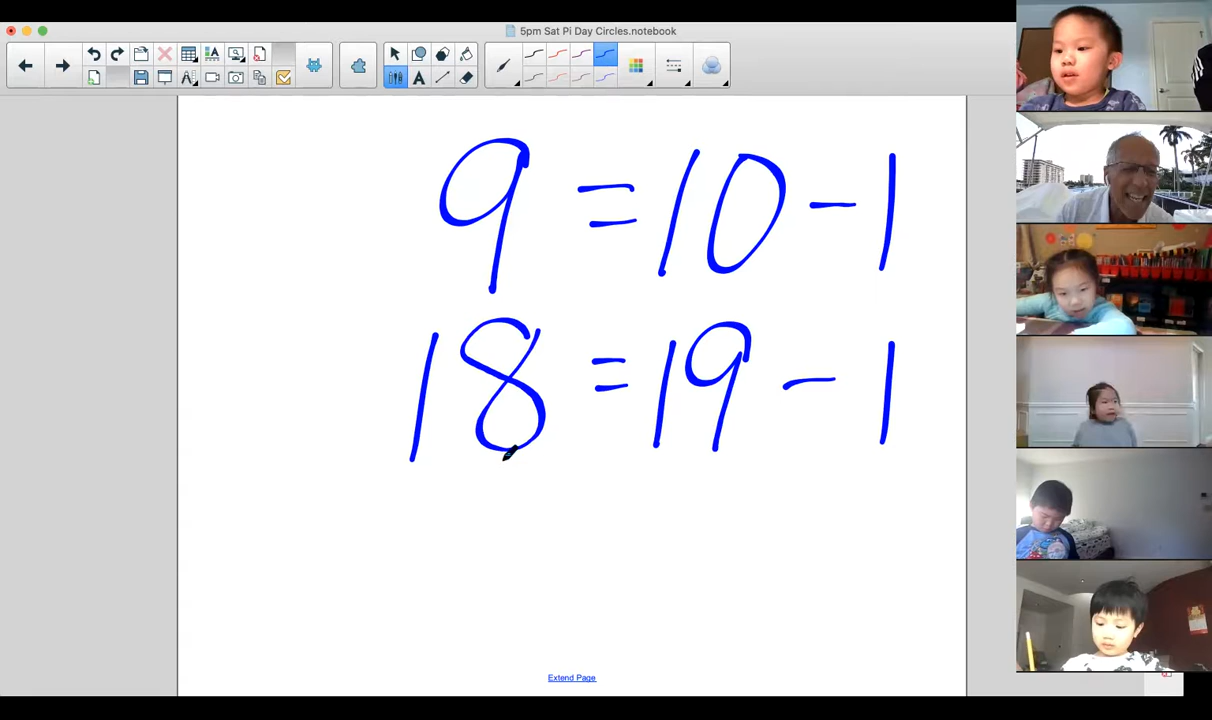 5pm Sat Pi Day Circles.notebook
9 = 10 - 1
18 = 19 - 1
Extend Page